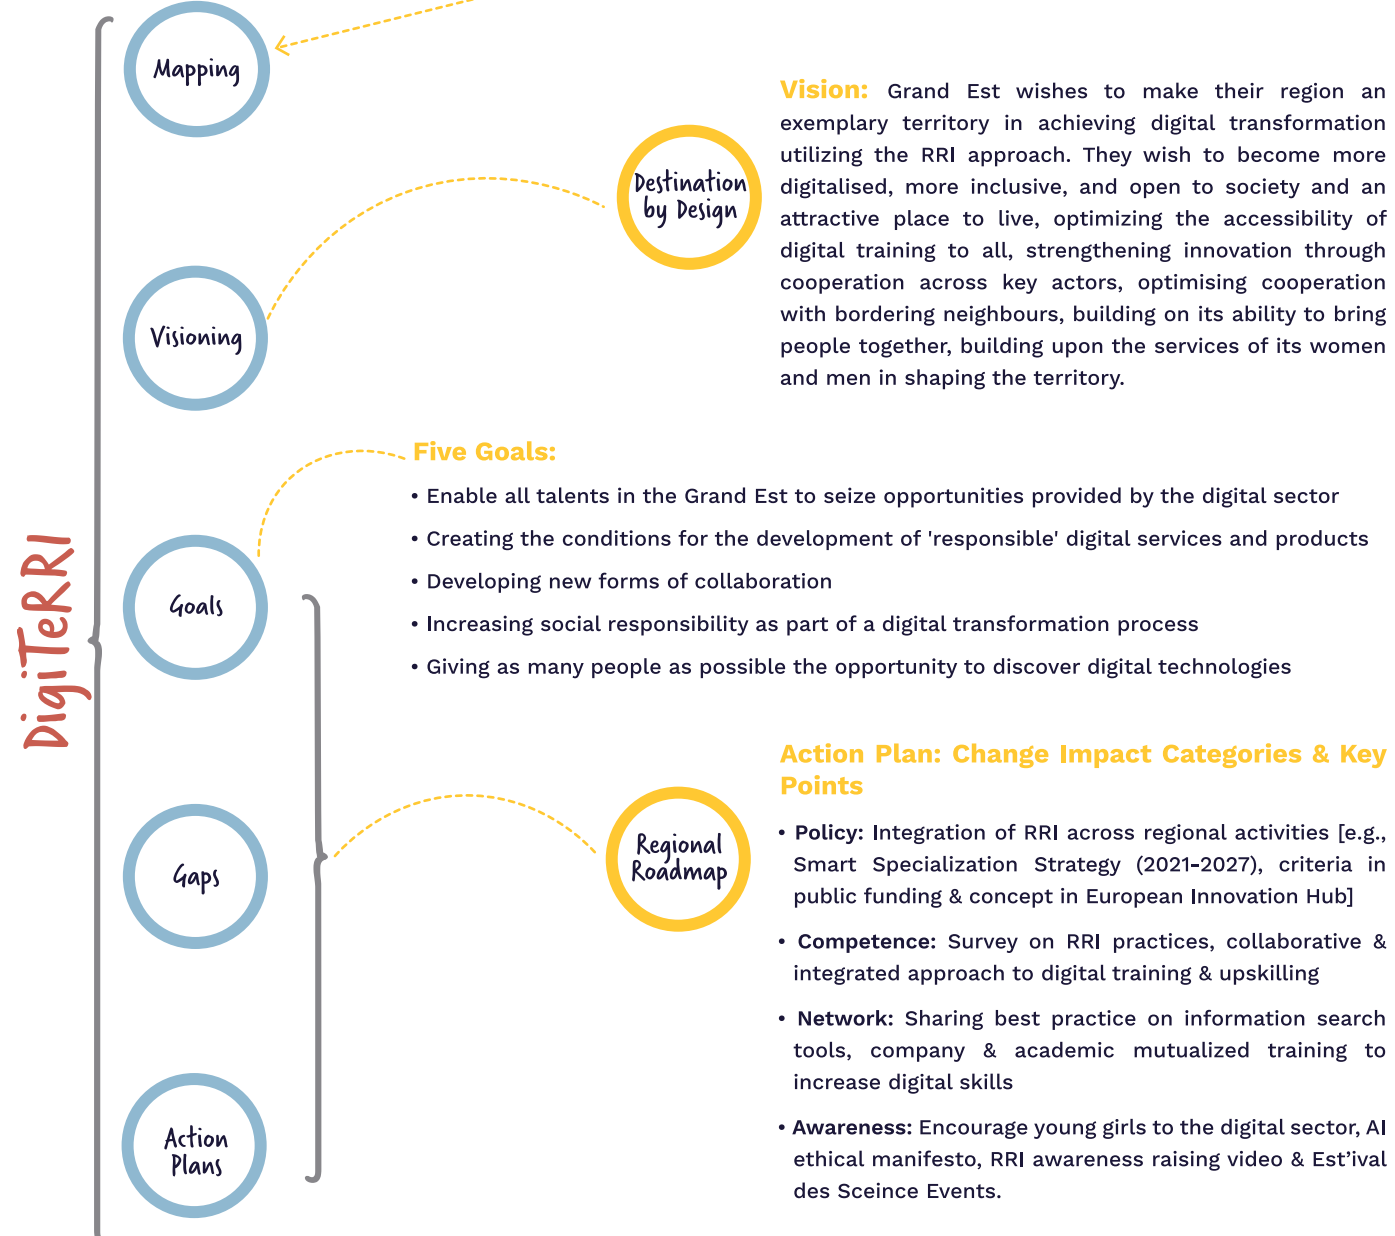 DigiTeRRI
Mapping
Vision: Grand Est wishes to make their region an
exemplary territory in achieving digital transformation
utilizing the RRI approach. They wish to become more
digitalised, more inclusive, and open to society and an
attractive place to live, optimizing the accessibility of
digital training to all, strengthening innovation through
cooperation across key actors, optimising cooperation
with bordering neighbours, building on its ability to bring
people together, building upon the services of its women
and men in shaping the territory.
Destination
by Design
Visioning
Five Goals:
• Enable all talents in the Grand Est to seize opportunities provided by the digital sector
• Creating the conditions for the development of 'responsible' digital services and products
• Developing new forms of collaboration
• Increasing social responsibility as part of a digital transformation process
• Giving as many people as possible the opportunity to discover digital technologies
Goals
Action Plan: Change Impact Categories & Key
Points
• Policy: Integration of RRI across regional activities [e.g.,
Smart Specialization Strategy (2021-2027), criteria in
public funding & concept in European Innovation Hub]
• Competence: Survey on RRI practices, collaborative &
integrated approach to digital training & upskilling
• Network: Sharing best practice on information search
tools, company & academic mutualized training to
increase digital skills
• Awareness: Encourage young girls to the digital sector, AI
ethical manifesto, RRI awareness raising video & Est'ival
des Sceince Events.
Regional
Roadmap
Gaps
Action
Plans